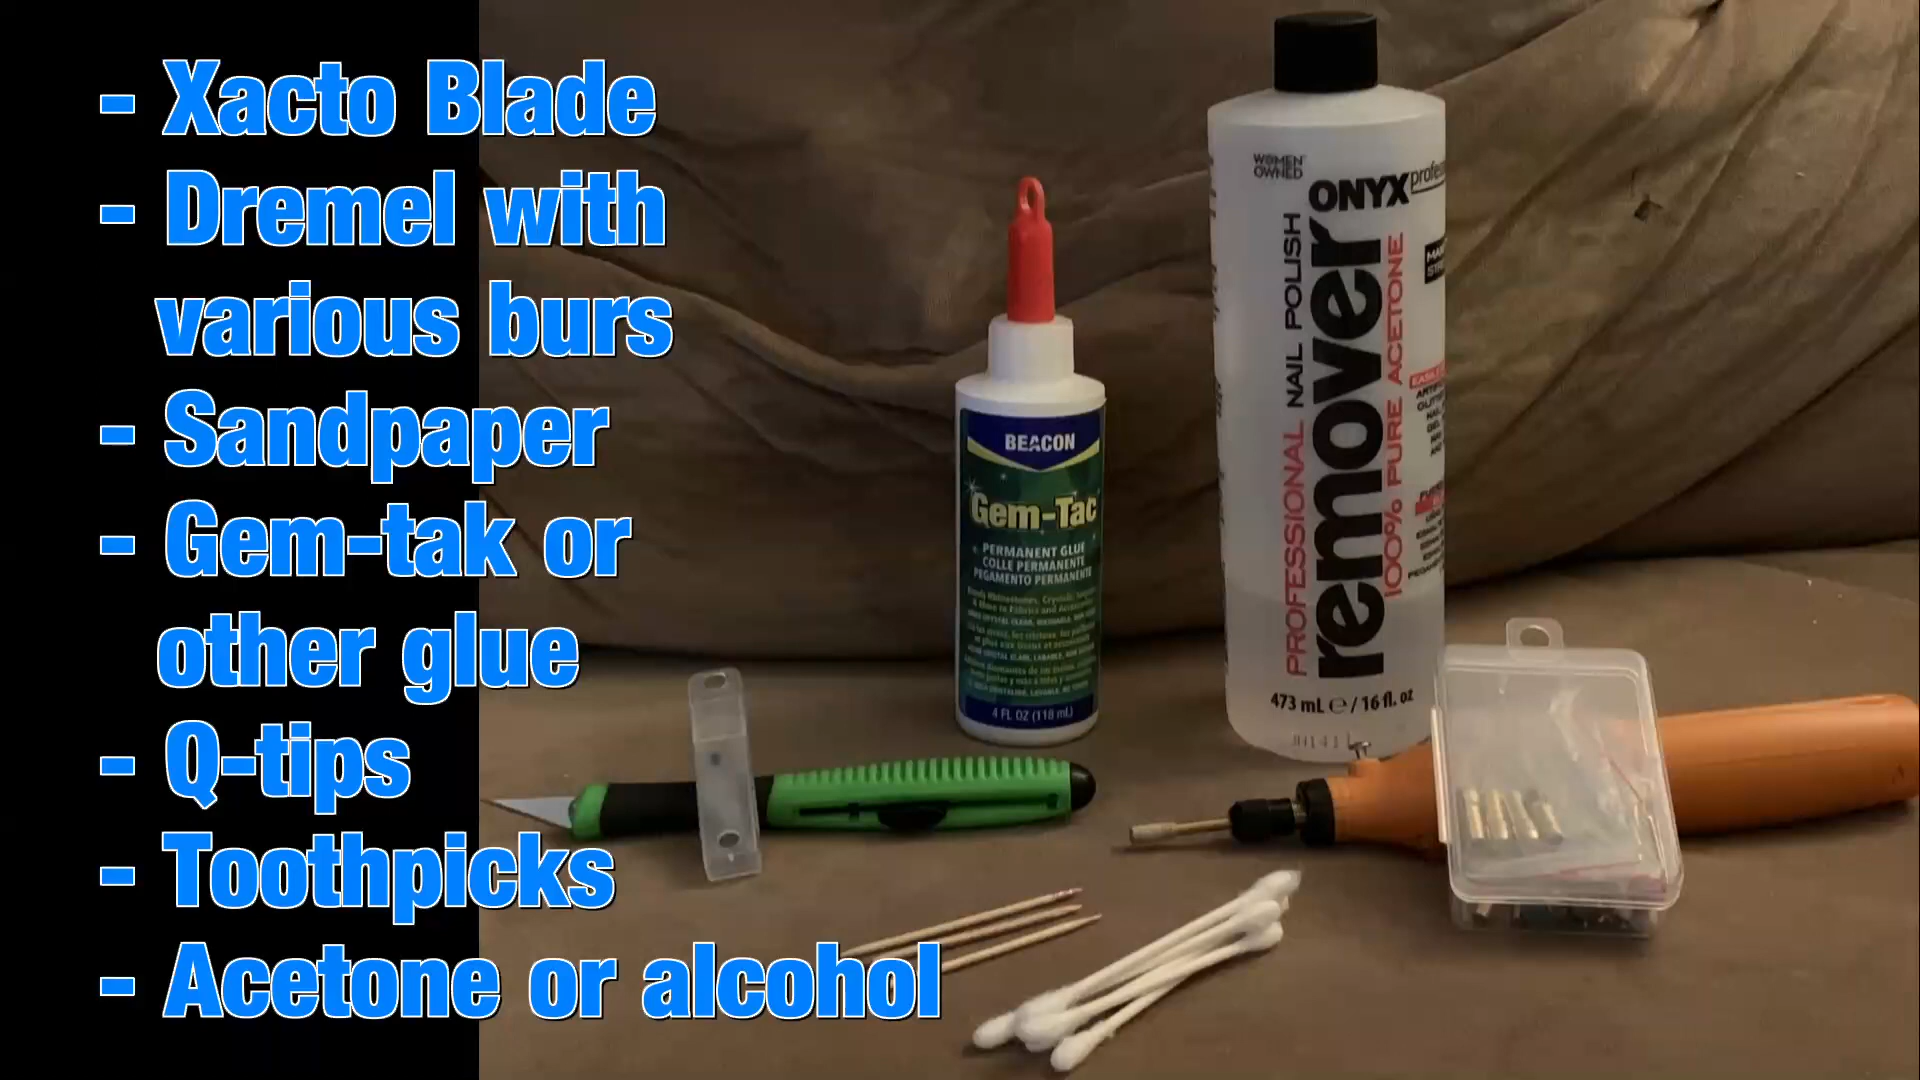 - Xacto Blade
- Dremel with
various burs
- Sandpaper
- Gem-tak or
other glue
- Q-tips
- Toothpicks
- Acetone or alcohol
BEACON
Gem-Tac
PERMANENT GLUE
COLLE PERMANENTE
PEGAMENTO PERMANENTE
4 FL OZ (118 mL)
WOMEN
OWNED
ONYX
PROFESSIONAL NAIL POLISH
remover
100% PURE ACETONE
473 mL ℮ / 16 fl. oz